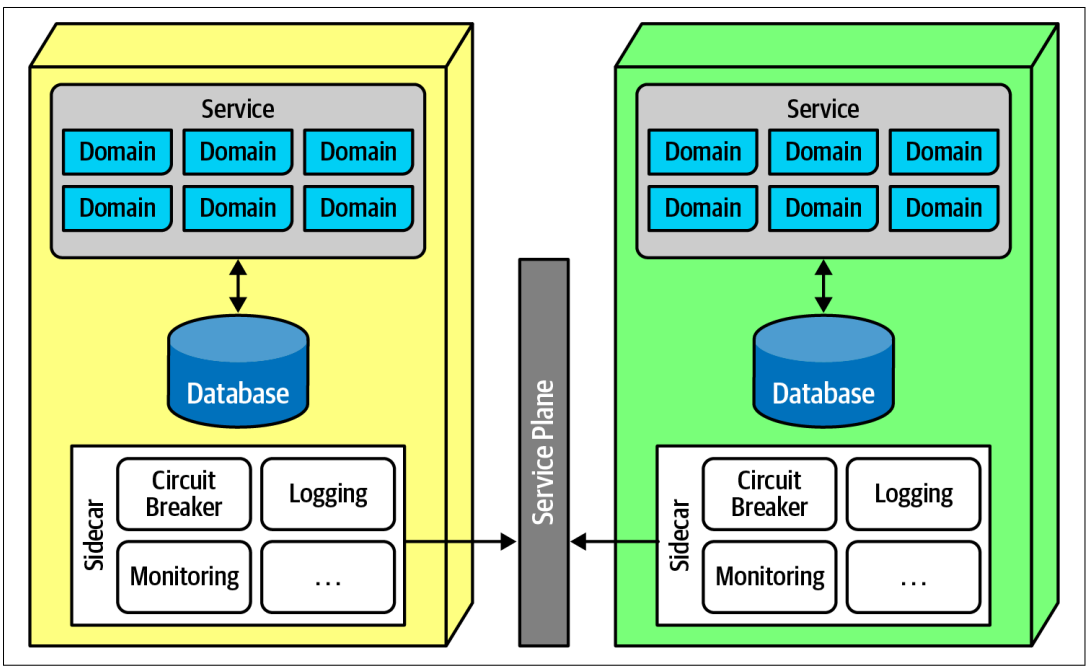 Service
Domain Domain Domain
Domain Domain Domain
Database
Sidecar
Circuit
Breaker
Logging
Monitoring
...
Service Plane
Service
Domain Domain Domain
Domain Domain Domain
Database
Sidecar
Circuit
Breaker
Logging
Monitoring
...